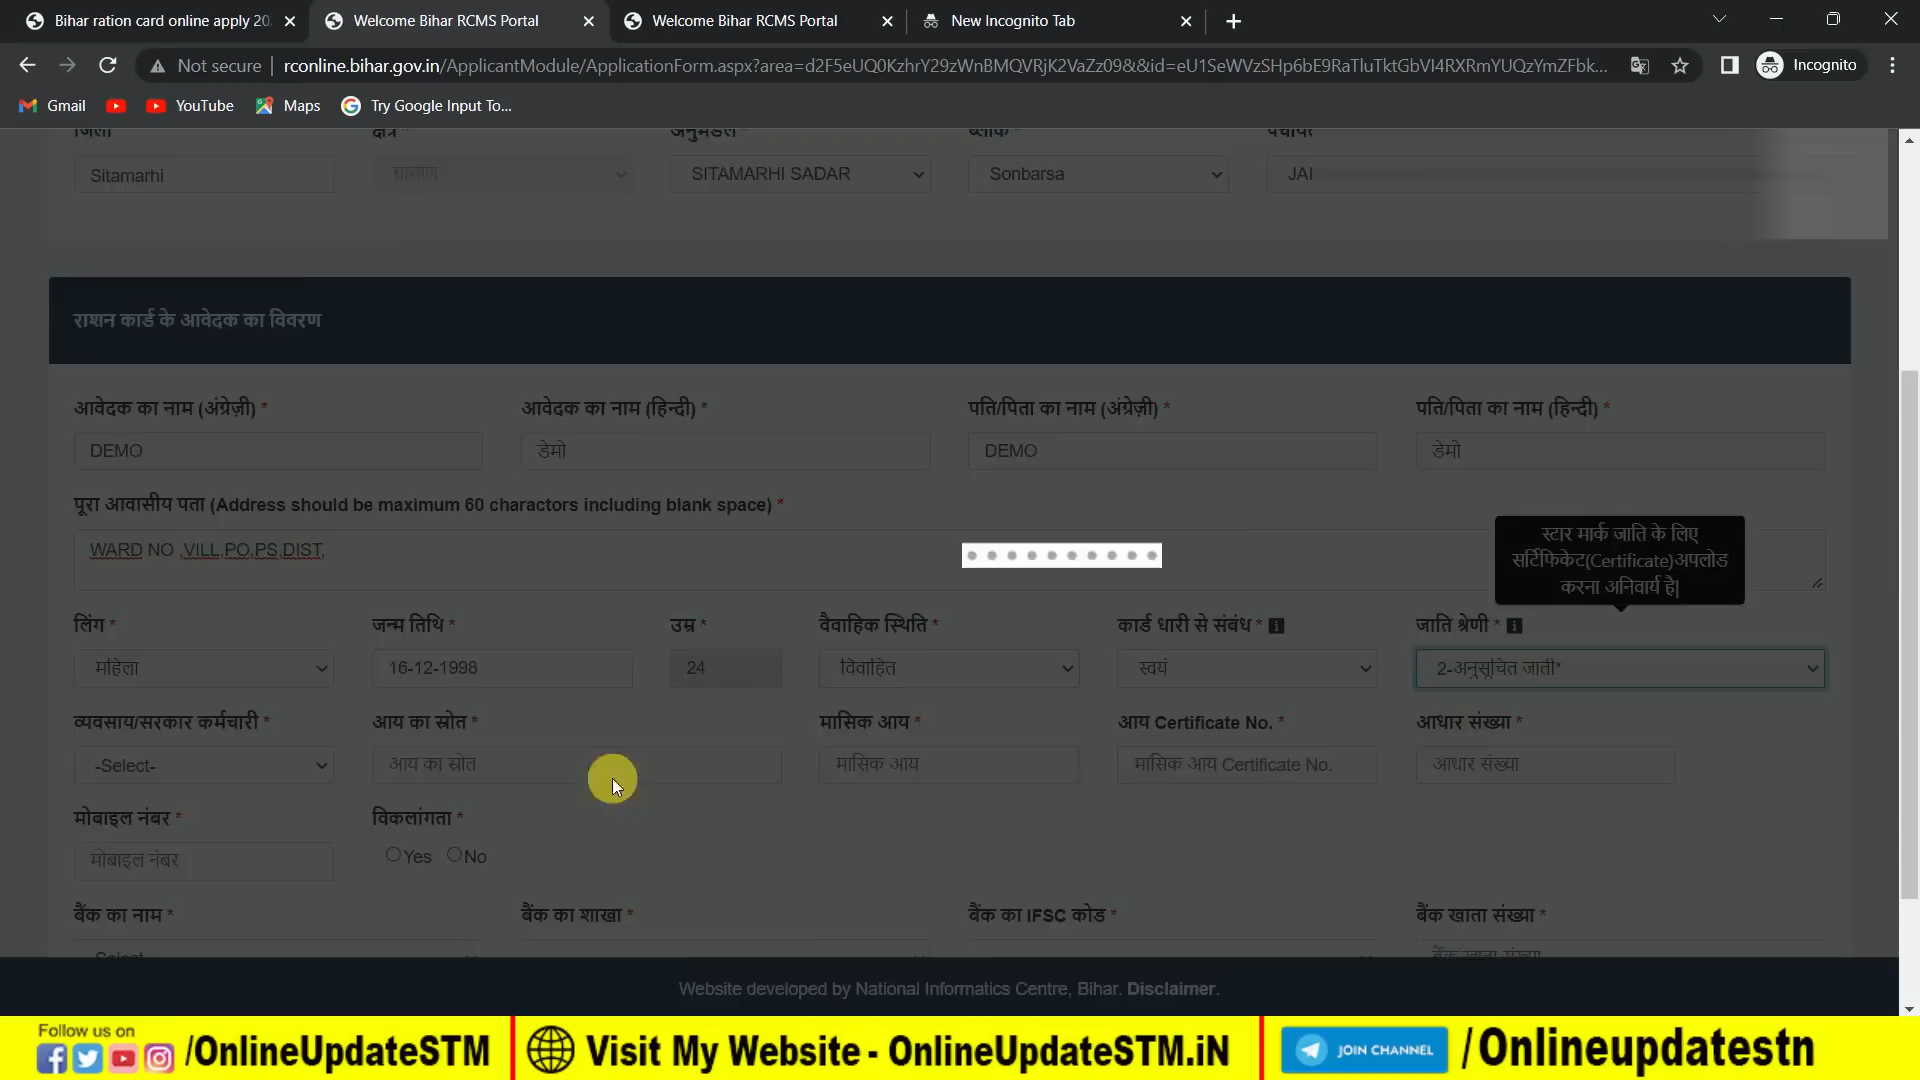 Bihar ration card online apply 20
Welcome Bihar RCMS Portal
Welcome Bihar RCMS Portal
New Incognito Tab
Not secure
rconline.bihar.gov.in/ApplicantModule/ApplicationForm.aspx?area=d2F5eUQ0KzhrY29zWnBMQVRjK2VaZz09&&id=eU1SeWVzSHp6bE9RaTluTktGbVI4RXRmYUQzYmZFbk...
Incognito
Gmail
YouTube
Maps
Try Google Input To...
जिला
क्षेत्र *
अनुमंडल *
ब्लॉक *
पंचायत
Sitamarhi
ग्रामीण
SITAMARHI SADAR
Sonbarsa
JAI
राशन कार्ड के आवेदक का विवरण
आवेदक का नाम (अंग्रेज़ी) *
आवेदक का नाम (हिन्दी) *
पति/पिता का नाम (अंग्रेज़ी) *
पति/पिता का नाम (हिन्दी) *
DEMO
डेमो
DEMO
डेमो
पूरा आवासीय पता (Address should be maximum 60 charactors including blank space) *
WARD NO ,VILL,PO,PS,DIST,
स्टार मार्क जाति के लिए
सर्टिफिकेट(Certificate)अपलोड
करना अनिवार्य है|
लिंग *
जन्म तिथि *
उम्र *
वैवाहिक स्थिति *
कार्ड धारी से संबंध *
जाति श्रेणी *
महिला
16-12-1998
24
विवाहित
स्वयं
2-अनुसूचित जाती*
व्यवसाय/सरकार कर्मचारी *
आय का स्रोत *
मासिक आय *
आय Certificate No. *
आधार संख्या *
-Select-
आय का स्रोत
मासिक आय
मासिक आय Certificate No.
आधार संख्या
मोबाइल नंबर *
विकलांगता *
मोबाइल नंबर
Yes
No
बैंक का नाम *
बैंक का शाखा *
बैंक का IFSC कोड *
बैंक खाता संख्या *
-Select-
बैंक खाता संख्या
Website developed by National Informatics Centre, Bihar. Disclaimer.
Follow us on
/OnlineUpdateSTM
Visit My Website - OnlineUpdateSTM.iN
JOIN CHANNEL
/Onlineupdatestn